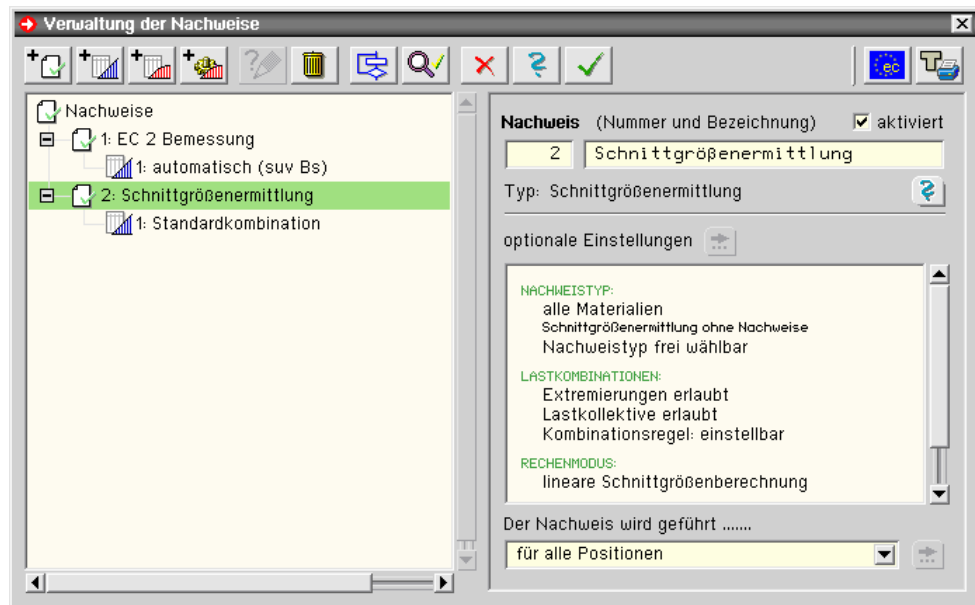 Verwaltung der Nachweise
ec
T
Nachweise
1: EC 2 Bemessung
1: automatisch (suv Bs)
2: Schnittgrößenermittlung
1: Standardkombination
Nachweis (Nummer und Bezeichnung) aktiviert
2 Schnittgrößenermittlung
Typ: Schnittgrößenermittlung
optionale Einstellungen
NACHWEISTYP:
alle Materialien
Schnittgrößenermittlung ohne Nachweise
Nachweistyp frei wählbar
LASTKOMBINATIONEN:
Extremierungen erlaubt
Lastkollektive erlaubt
Kombinationsregel: einstellbar
RECHENMODUS:
lineare Schnittgrößenberechnung
Der Nachweis wird geführt .......
für alle Positionen